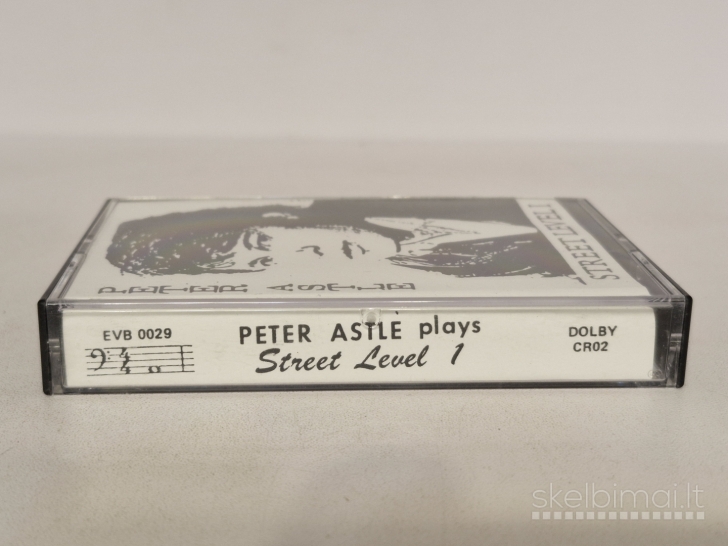 PETER ASTLE
STREET LEVEL 1
EVB 0029
PETER ASTLE plays
Street Level 1
DOLBY
CR02
skelbimai.lt